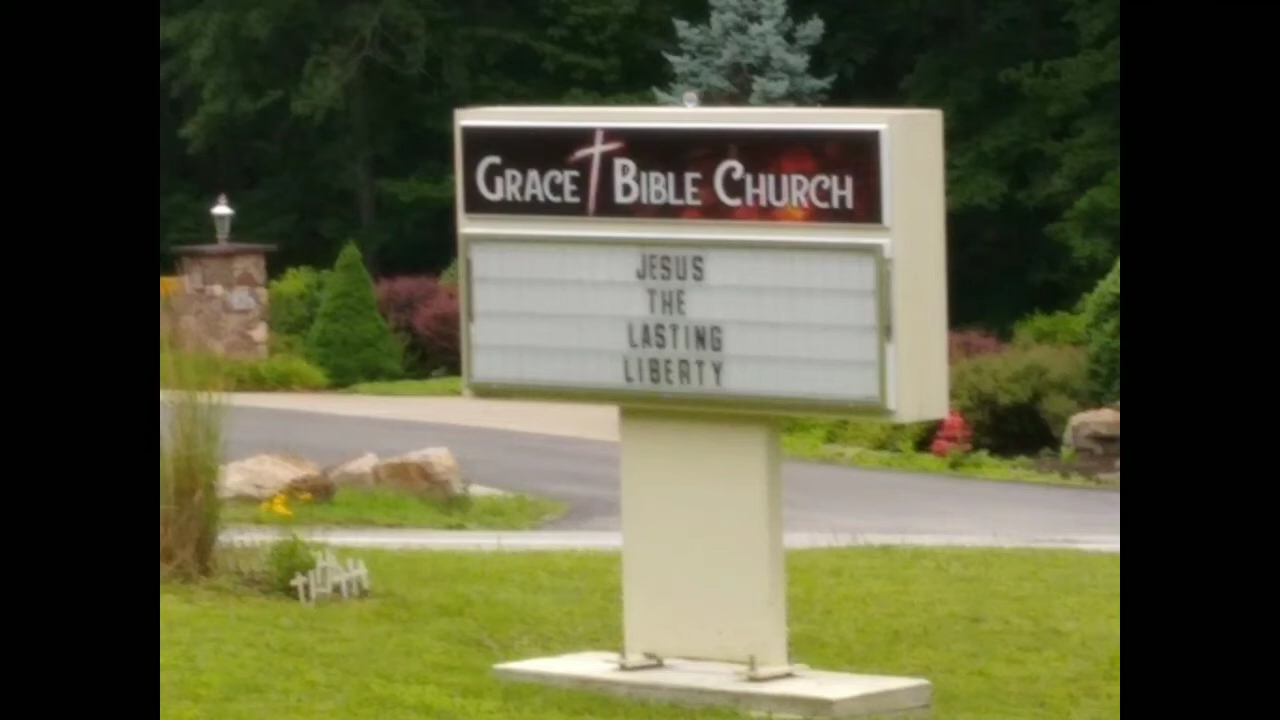 GRACE BIBLE CHURCH
JESUS
THE
LASTING
LIBERTY